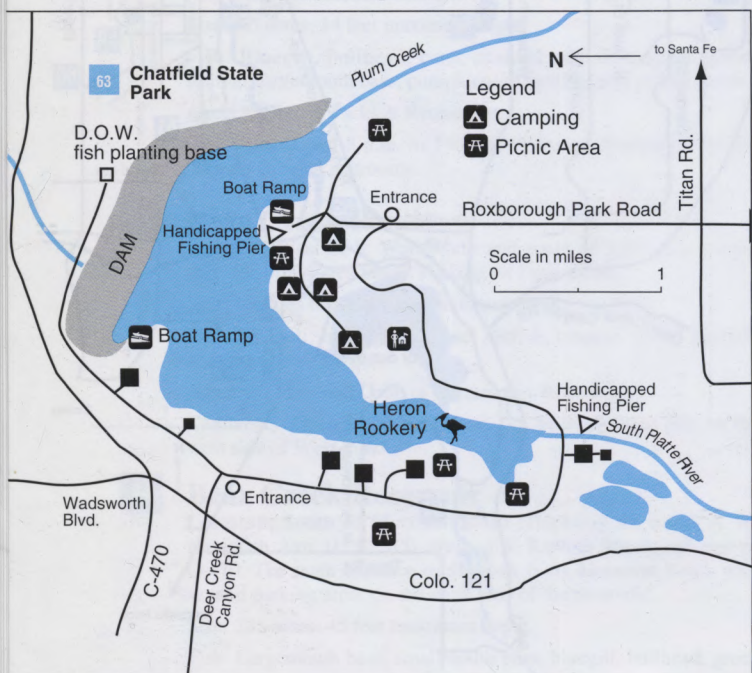 63 Chatfield State
Park
D.O.W.
fish planting base
Plum Creek
N
to Santa Fe
Legend
Camping
Picnic Area
Boat Ramp
Entrance
Roxborough Park Road
Titan Rd.
Handicapped
Fishing Pier
DAM
Scale in miles
0 1
Boat Ramp
Heron
Rookery
Handicapped
Fishing Pier
South Platte River
Entrance
Wadsworth
Blvd.
C-470
Deer Creek
Canyon Rd.
Colo. 121